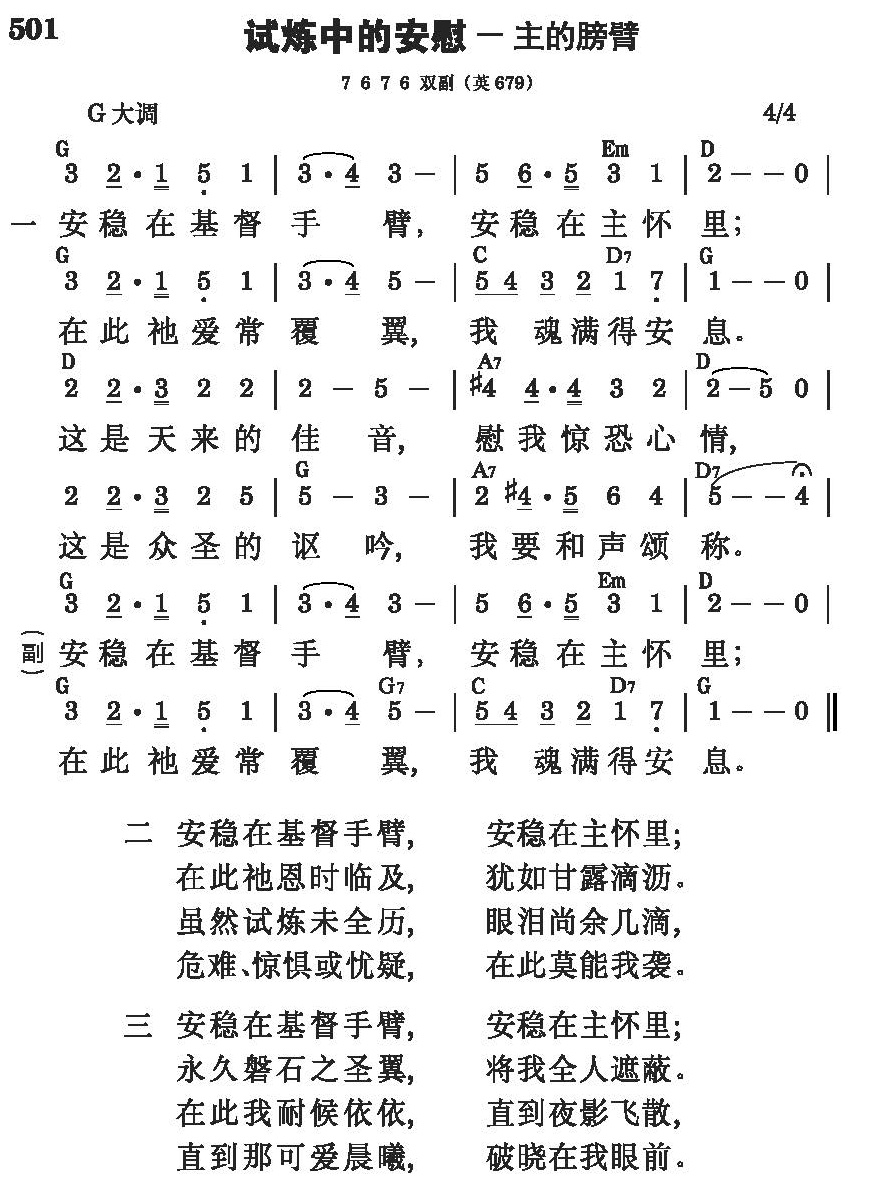 501
试炼中的安慰－主的膀臂
7 6 7 6 双副（英679）
G大调 4/4
G Em D
3 2·1 5 1 | 3·4 3 － | 5 6·5 3 1 | 2－－0 |
一 安稳在基督手臂，安稳在主怀里；
G C D7 G
3 2·1 5 1 | 3·4 5 － | 5 4 3 2 1 7 | 1－－0 |
在此祂爱常覆翼，我魂满得安息。
D A7 D
2 2·3 2 2 | 2 － 5 － | #4 4·4 3 2 | 2－5 0 |
这是天来的佳音，慰我惊恐心情，
G A7 D7
2 2·3 2 5 | 5 － 3 － | 2 #4·5 6 4 | 5－－4 |
这是众圣的讴吟，我要和声颂称。
G Em D
3 2·1 5 1 | 3·4 3－ | 5 6·5 3 1 | 2－－0 |
（副） 安稳在基督手臂，安稳在主怀里；
G G7 C D7 G
3 2·1 5 1 | 3·4 5－ | 5 4 3 2 1 7 | 1－－0 ‖
在此祂爱常覆翼，我魂满得安息。
二 安稳在基督手臂， 安稳在主怀里；
在此祂恩时临及， 犹如甘露滴沥。
虽然试炼未全历， 眼泪尚余几滴，
危难、惊惧或忧疑， 在此莫能我袭。
三 安稳在基督手臂， 安稳在主怀里；
永久磐石之圣翼， 将我全人遮蔽。
在此我耐候依依， 直到夜影飞散，
直到那可爱晨曦， 破晓在我眼前。